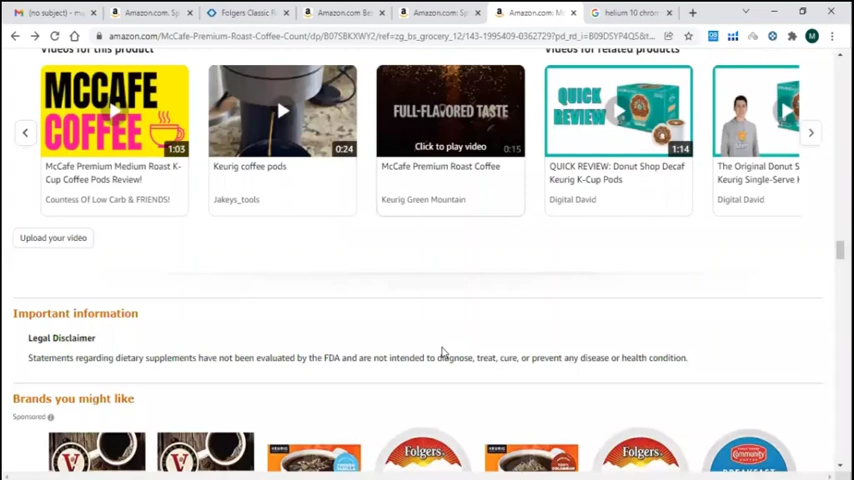 (no subject) - m
Amazon.com: Sp
Folgers Classic R
Amazon.com Be
Amazon.com: Sp
Amazon.com: M
helium 10 chrom
amazon.com/McCafe-Premium-Roast-Coffee-Count/dp/B07SBKXWY2/ref=zg_bs_grocery_12/143-1995409-0362729?pd_rd_i=B09DSYP4QS&t...
M
Videos for this product
Videos for related products
MCCAFE
COFFEE
1:03
0:24
FULL-FLAVORED TASTE
Click to play video
0:15
QUICK
REVIEW:
1:14
McCafe Premium Medium Roast K-
Cup Coffee Pods Review!
Countess Of Low Carb & FRIENDS!
Keurig coffee pods
Jakeys_tools
McCafe Premium Roast Coffee
Keurig Green Mountain
QUICK REVIEW: Donut Shop Decaf
Keurig K-Cup Pods
Digital David
The Original Donut S
Keurig Single-Serve K
Digital David
Upload your video
Important information
Legal Disclaimer
Statements regarding dietary supplements have not been evaluated by the FDA and are not intended to diagnose, treat, cure, or prevent any disease or health condition.
Brands you might like
Sponsored
V
V
KEURIG
Folgers
KEURIG
Folgers
Community
BREAKFAST